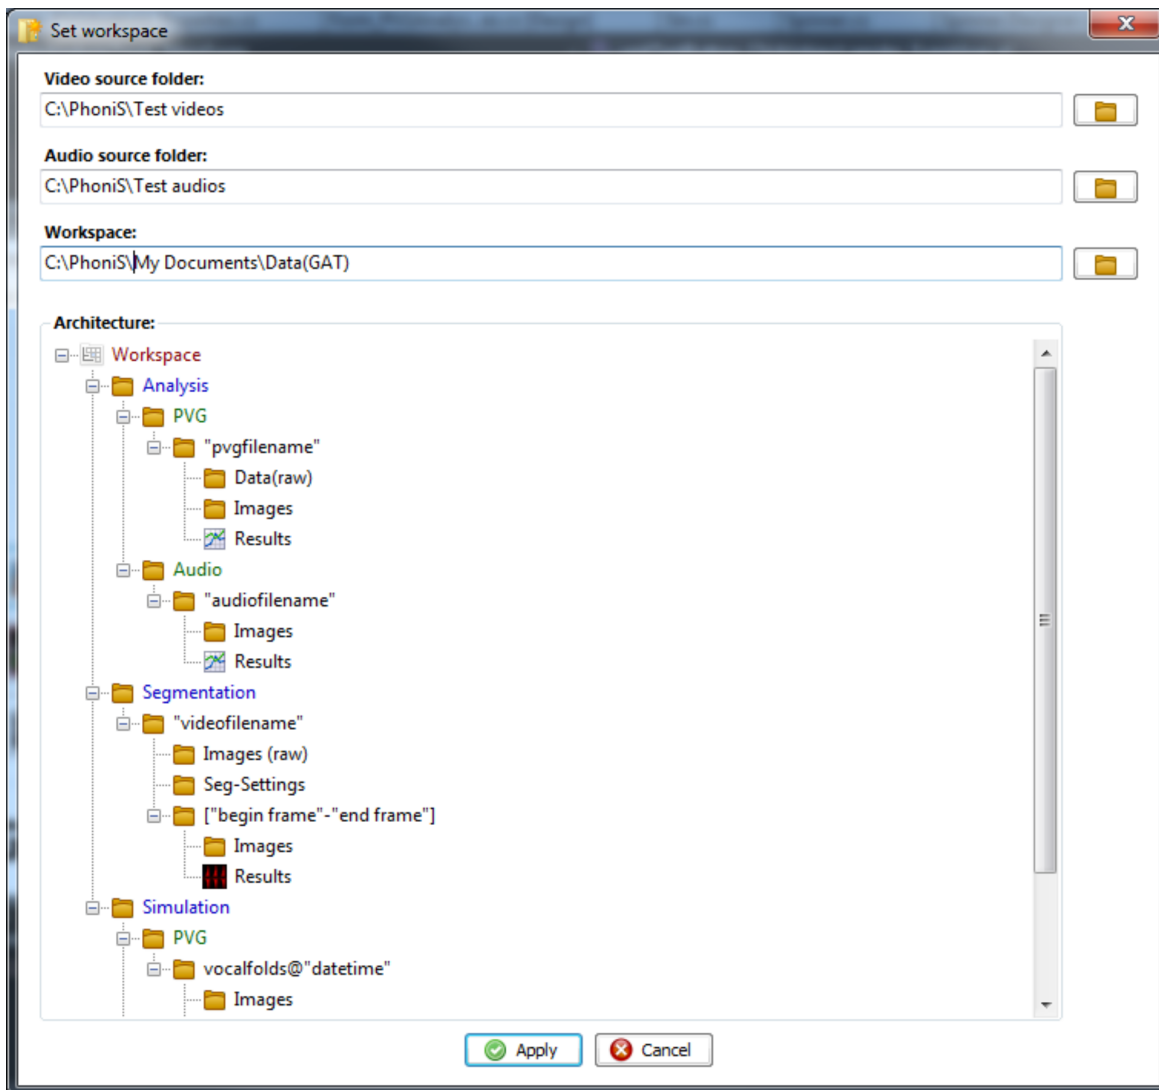 Set workspace
Video source folder:
C:\PhoniS\Test videos
Audio source folder:
C:\PhoniS\Test audios
Workspace:
C:\PhoniS\My Documents\Data(GAT)
Architecture:
Workspace
Analysis
PVG
"pvgfilename"
Data(raw)
Images
Results
Audio
"audiofilename"
Images
Results
Segmentation
"videofilename"
Images (raw)
Seg-Settings
["begin frame"-"end frame"]
Images
Results
Simulation
PVG
vocalfolds@"datetime"
Images
Apply Cancel